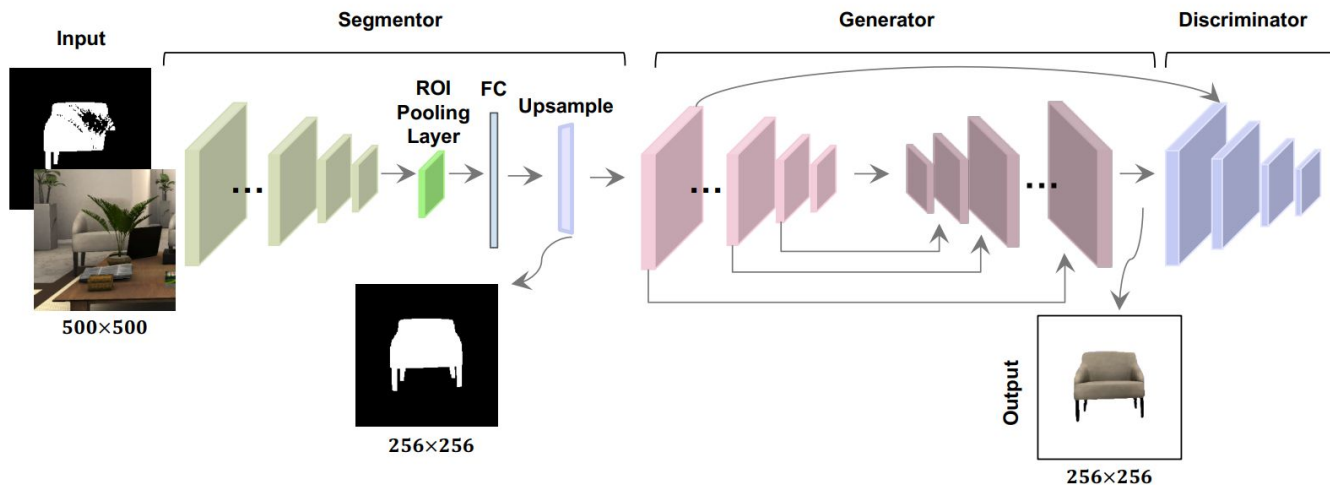 Segmentor
Generator
Discriminator
Input
ROI
Pooling
Layer
FC
Upsample
...
...
...
500×500
256×256
Output
256×256